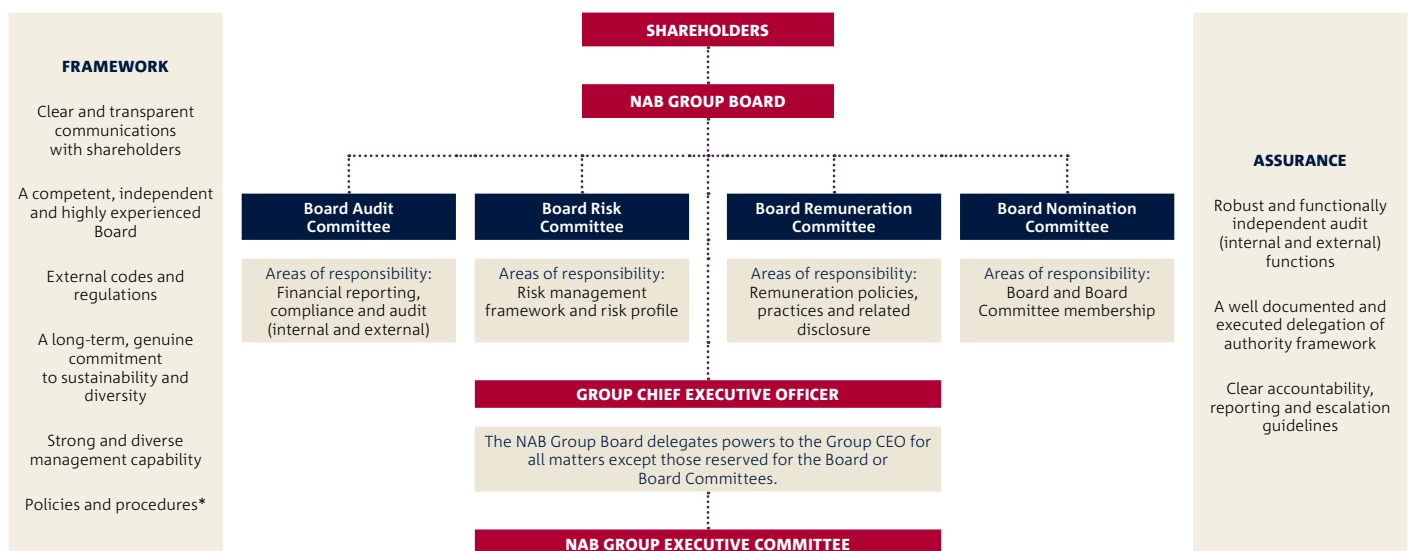 FRAMEWORK
Clear and transparent
communications
with shareholders
A competent, independent
and highly experienced
Board
External codes and
regulations
A long-term, genuine
commitment
to sustainability and
diversity
Strong and diverse
management capability
Policies and procedures*
SHAREHOLDERS
NAB GROUP BOARD
Board Audit
Committee
Areas of responsibility:
Financial reporting,
compliance and audit
(internal and external)
Board Risk
Committee
Areas of responsibility:
Risk management
framework and risk profile
Board Remuneration
Committee
Areas of responsibility:
Remuneration policies,
practices and related
disclosure
Board Nomination
Committee
Areas of responsibility:
Board and Board
Committee membership
GROUP CHIEF EXECUTIVE OFFICER
The NAB Group Board delegates powers to the Group CEO for
all matters except those reserved for the Board or
Board Committees.
NAB GROUP EXECUTIVE COMMITTEE
ASSURANCE
Robust and functionally
independent audit
(internal and external)
functions
A well documented and
executed delegation of
authority framework
Clear accountability,
reporting and escalation
guidelines